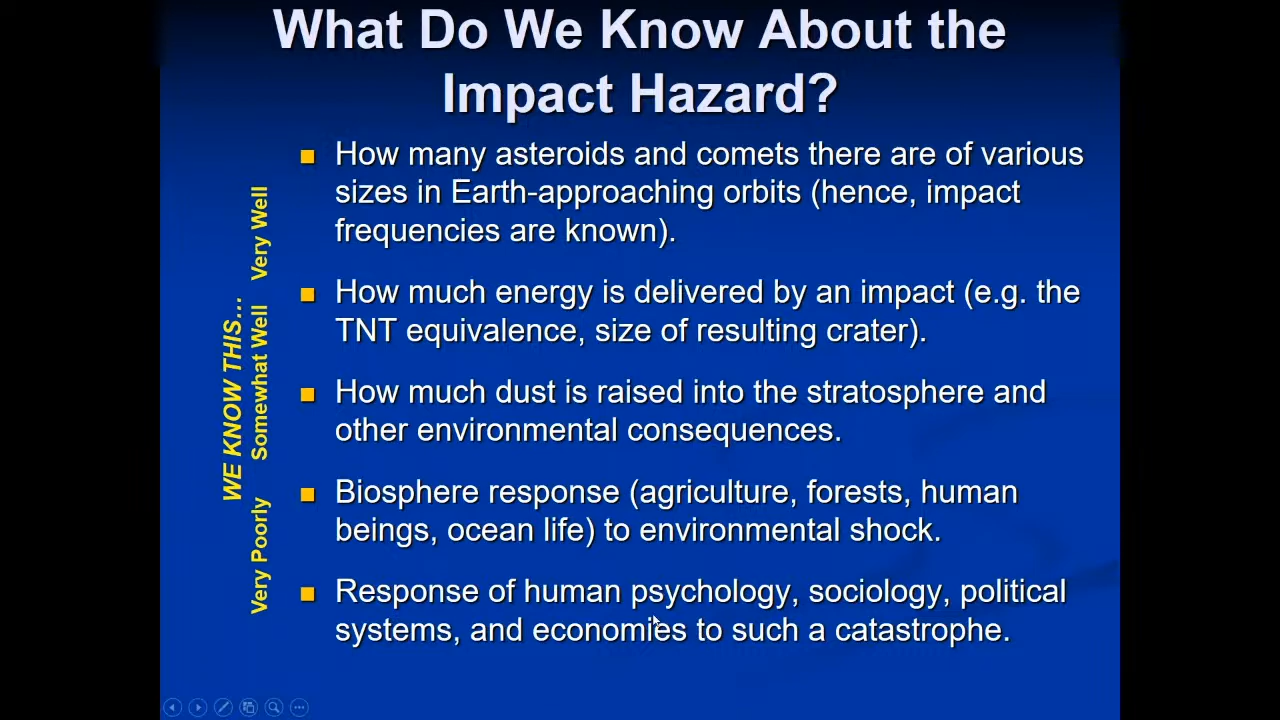 What Do We Know About the
Impact Hazard?
WE KNOW THIS...
Very Well
Somewhat Well
Very Poorly
How many asteroids and comets there are of various
sizes in Earth-approaching orbits (hence, impact
frequencies are known).
How much energy is delivered by an impact (e.g. the
TNT equivalence, size of resulting crater).
How much dust is raised into the stratosphere and
other environmental consequences.
Biosphere response (agriculture, forests, human
beings, ocean life) to environmental shock.
Response of human psychology, sociology, political
systems, and economies to such a catastrophe.